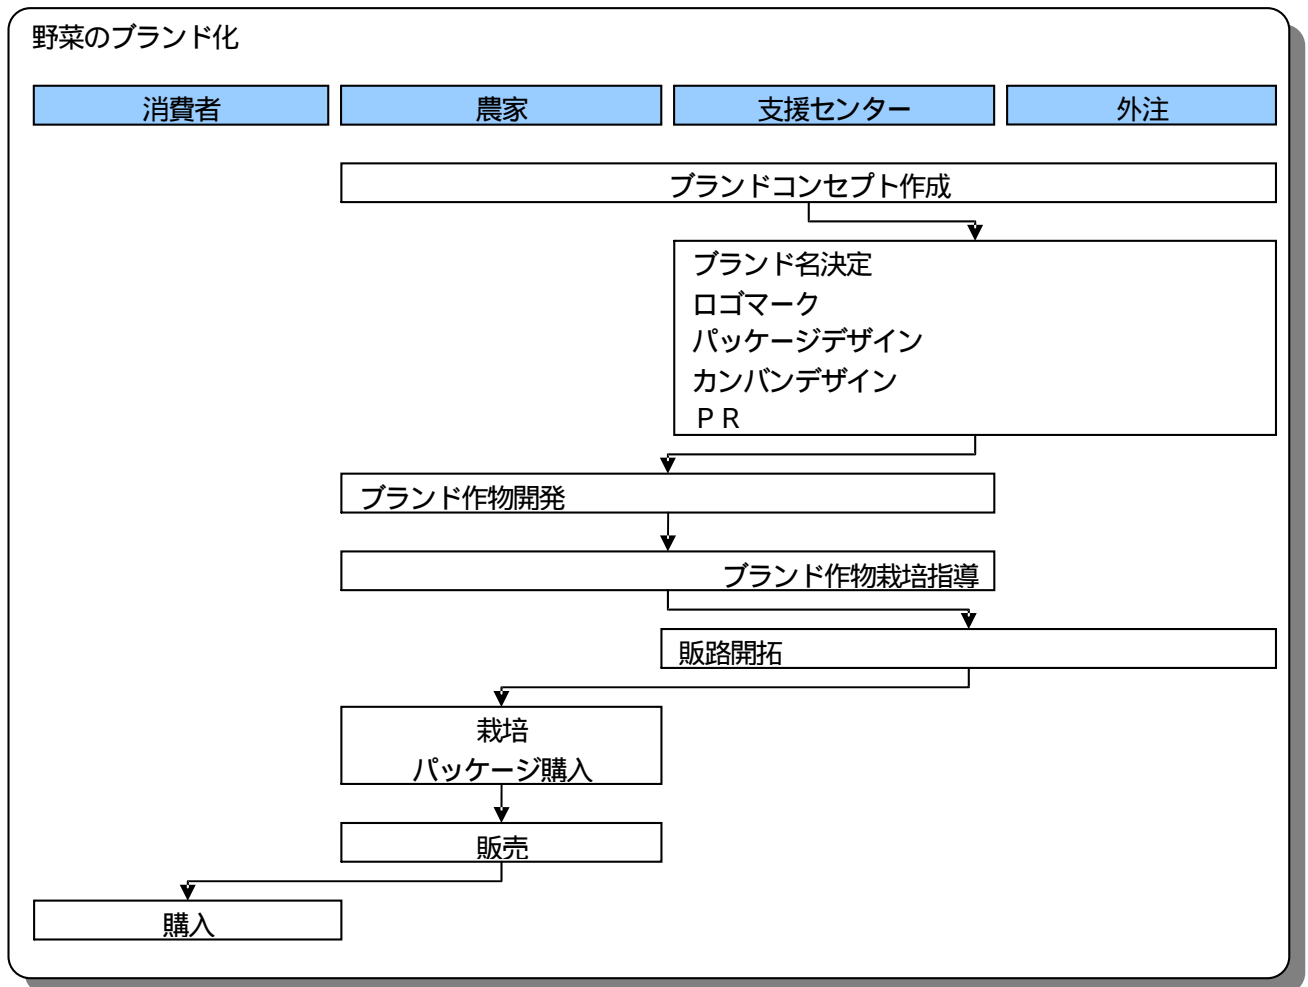 野菜のブランド化
消費者
農家
支援センター
外注
ブランドコンセプト作成
ブランド名決定
ロゴマーク
パッケージデザイン
カンバンデザイン
ＰＲ
ブランド作物開発
ブランド作物栽培指導
販路開拓
栽培
パッケージ購入
販売
購入